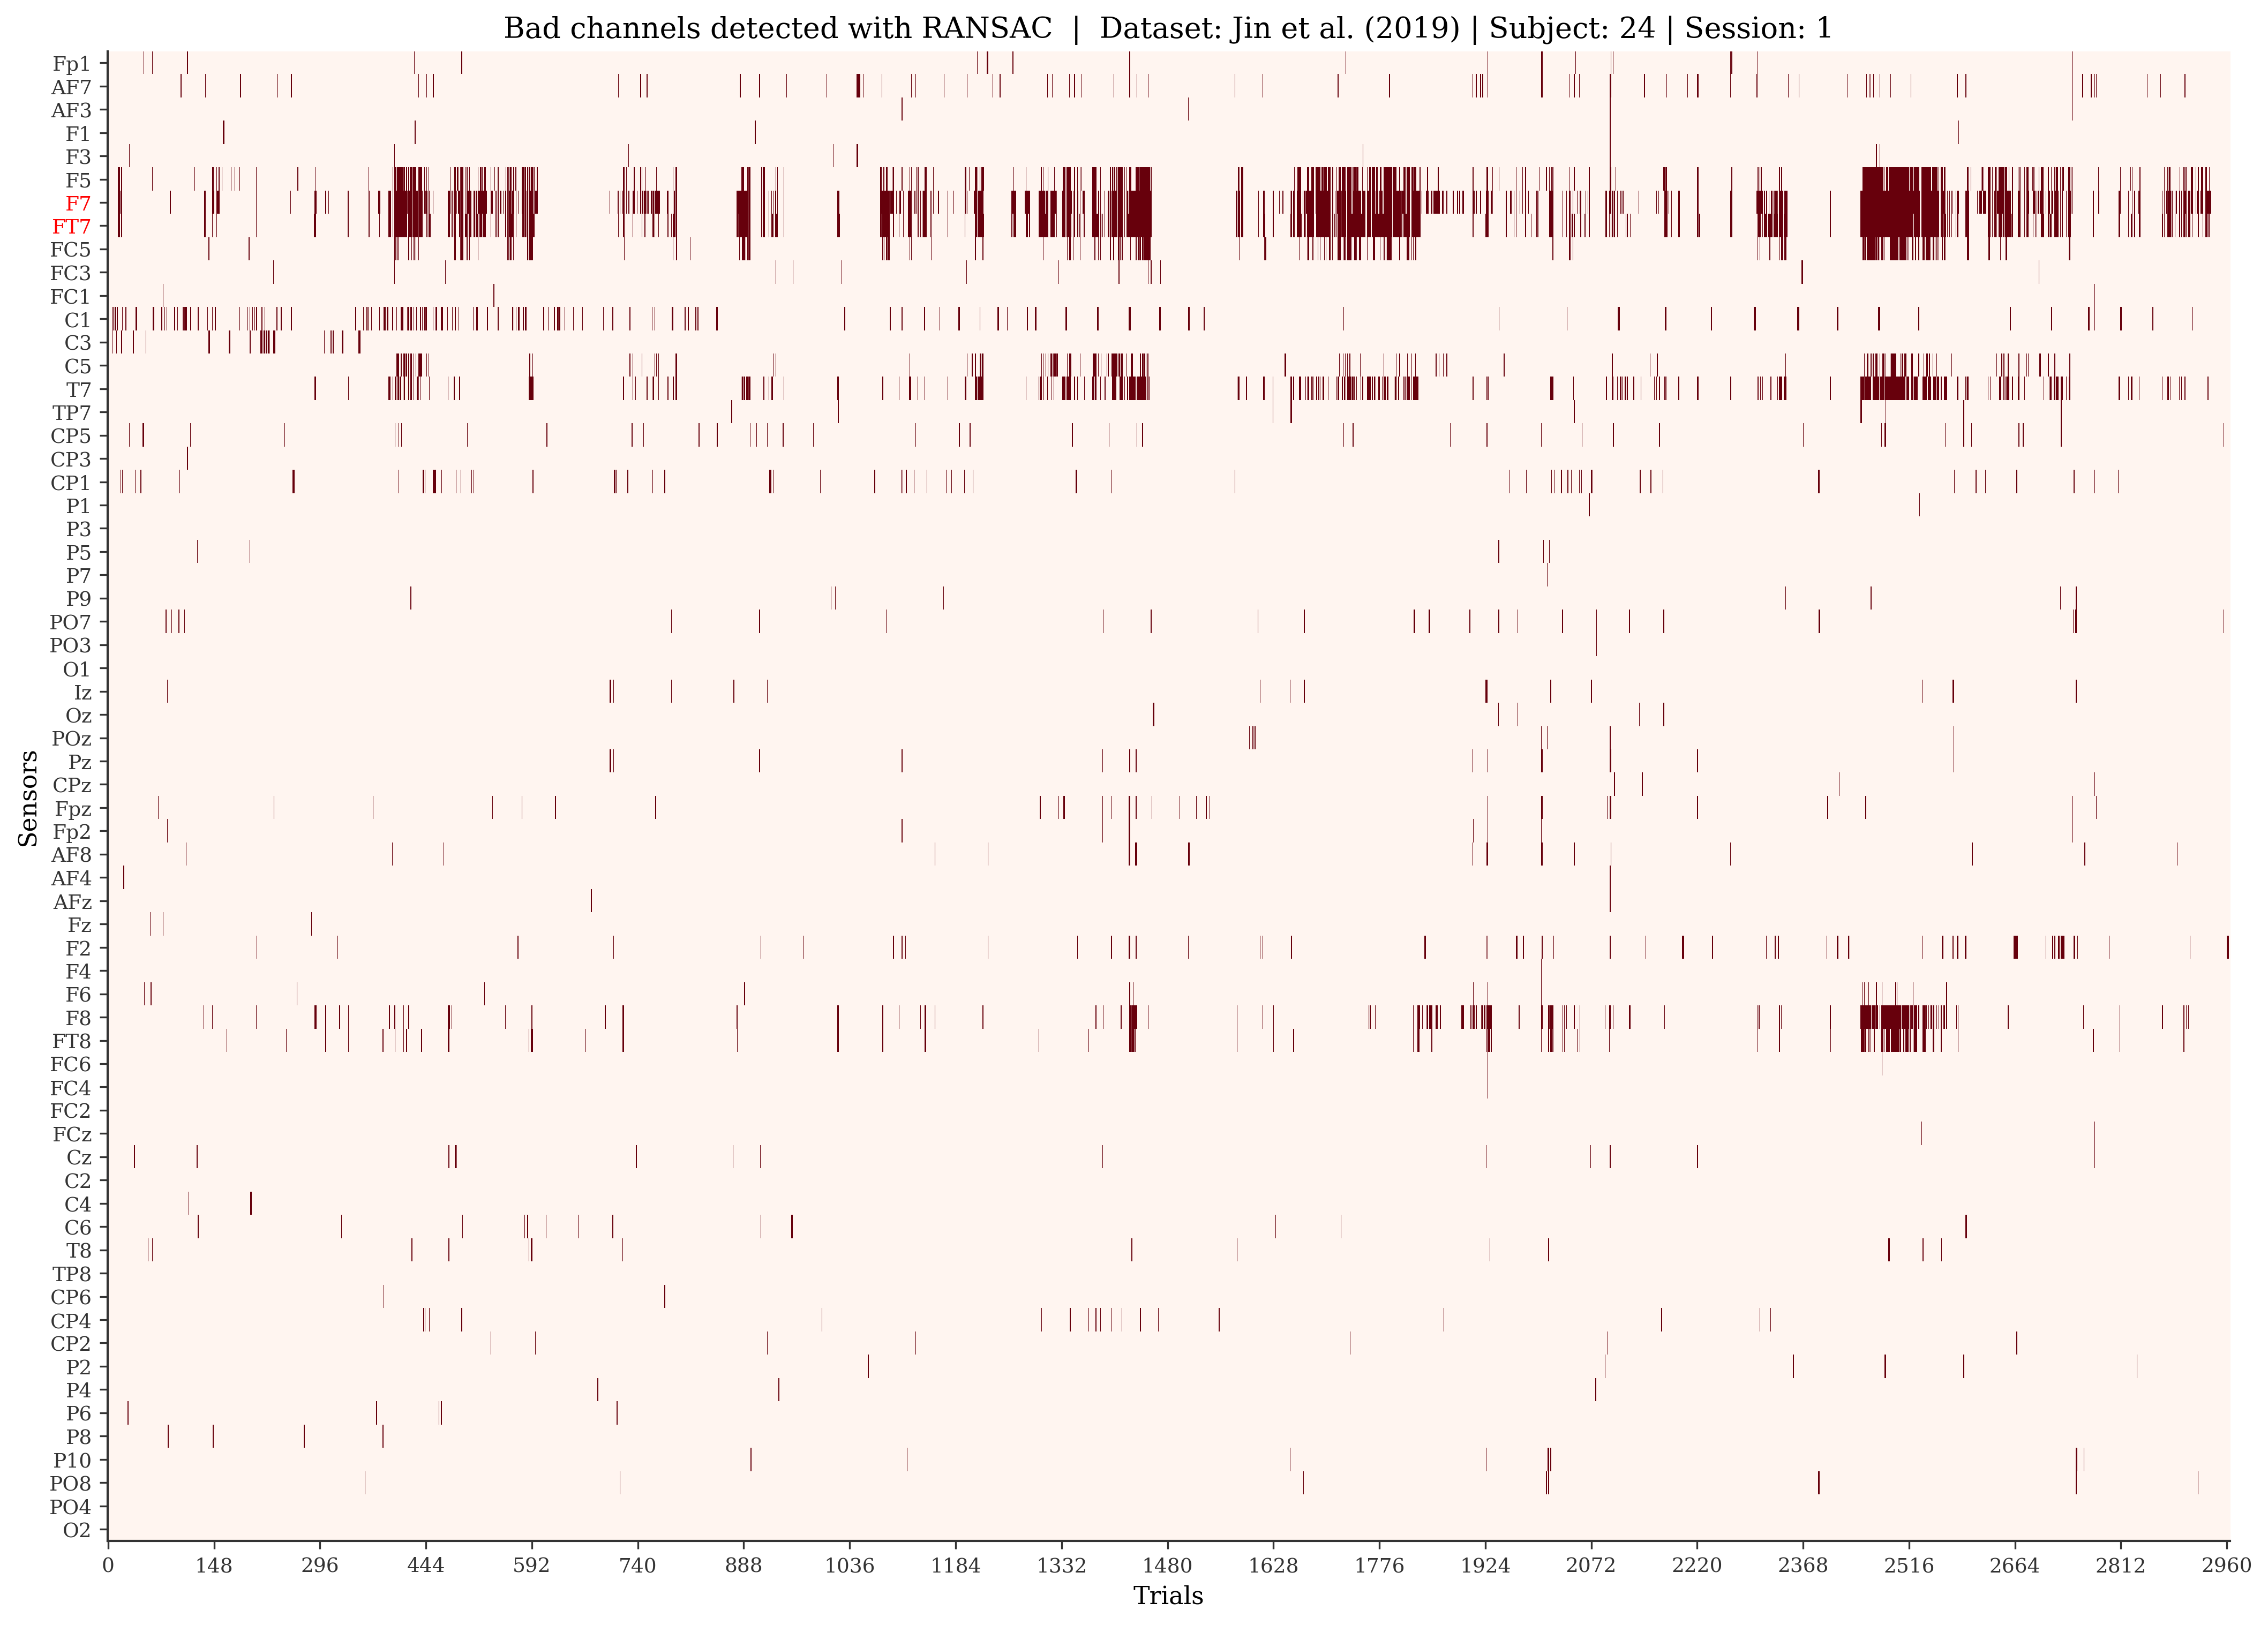 Bad channels detected with RANSAC | Dataset: Jin et al. (2019) | Subject: 24 | Session: 1
Sensors
Fp1
AF7
AF3
F1
F3
F5
F7
FT7
FC5
FC3
FC1
C1
C3
C5
T7
TP7
CP5
CP3
CP1
P1
P3
P5
P7
P9
PO7
PO3
O1
Iz
Oz
POz
Pz
CPz
Fpz
Fp2
AF8
AF4
AFz
Fz
F2
F4
F6
F8
FT8
FC6
FC4
FC2
FCz
Cz
C2
C4
C6
T8
TP8
CP6
CP4
CP2
P2
P4
P6
P8
P10
PO8
PO4
O2
0 148 296 444 592 740 888 1036 1184 1332 1480 1628 1776 1924 2072 2220 2368 2516 2664 2812 2960
Trials